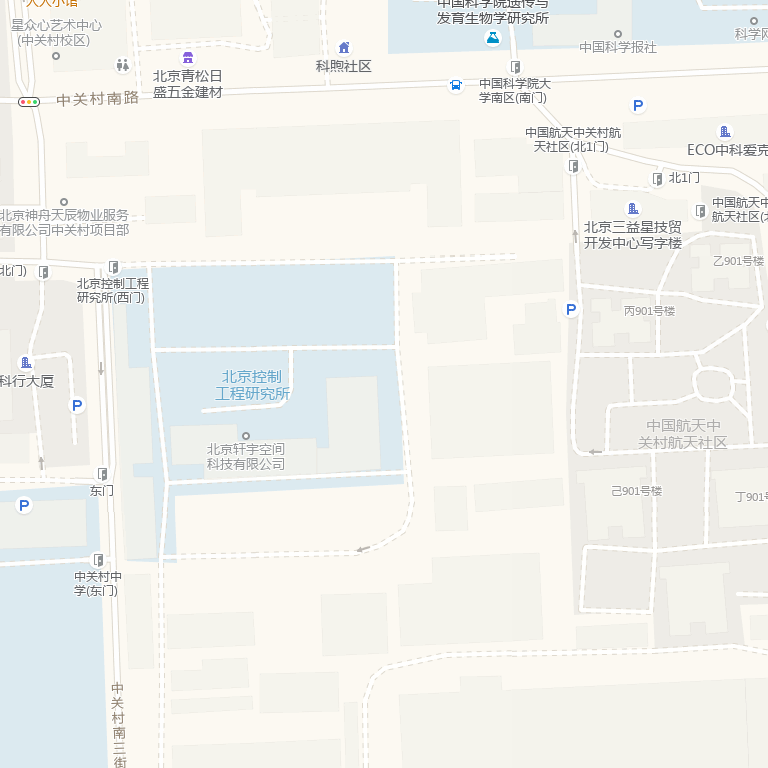 人人小馆
星众心艺术中心
(中关村校区)
中国科学院遗传与
发育生物学研究所
中国科学报社
科学网
北京青松日
盛五金建材
科煦社区
中国科学院大
学南区(南门)
中关村南路
P
中国航天中关村航
天社区(北1门)
ECO中科爱克
北1门
北京神舟天辰物业服务
有限公司中关村项目部
中国航天中
航天社区(北
北京三益星技贸
开发中心写字楼
北门)
北京控制工程
研究所(西门)
乙901号楼
丙901号楼
P
科行大厦
北京控制
工程研究所
P
中国航天中
关村航天社区
北京轩宇空间
科技有限公司
东门
己901号楼
丁901号
P
中关村中
学(东门)
中关村南三街